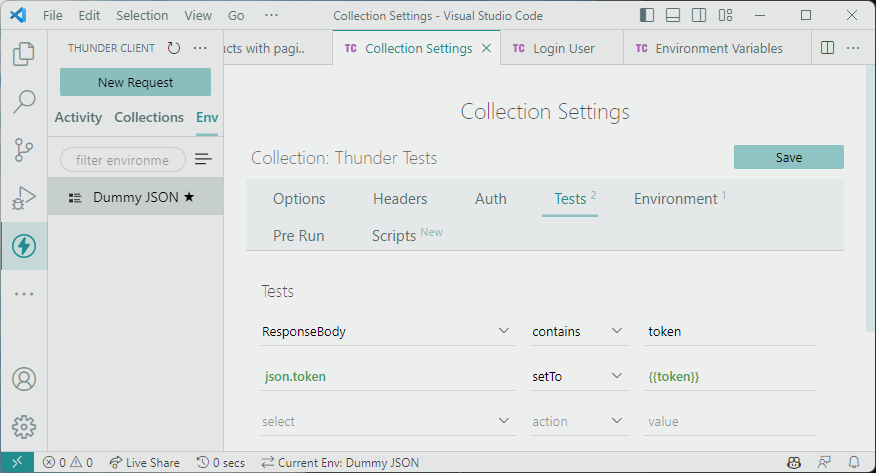 File Edit Selection View Go ··· Collection Settings - Visual Studio Code
THUNDER CLIENT ···
ucts with pagi.. TC Collection Settings TC Login User TC Environment Variables ···
New Request
Activity Collections Env
filter environme
Dummy JSON ★
Collection Settings
Collection: Thunder Tests Save
Options Headers Auth Tests 2 Environment 1
Pre Run Scripts New
Tests
ResponseBody contains token
json.token setTo {{token}}
select action value
0 0 Live Share 0 secs Current Env: Dummy JSON